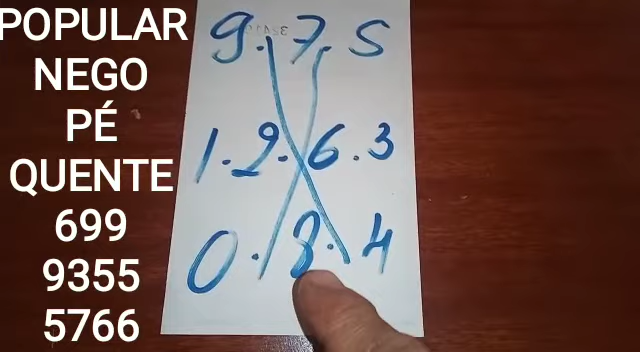 POPULAR
NEGO
PÉ
QUENTE
699
9355
5766
9.7.5
1.2.6.3
0.8.4